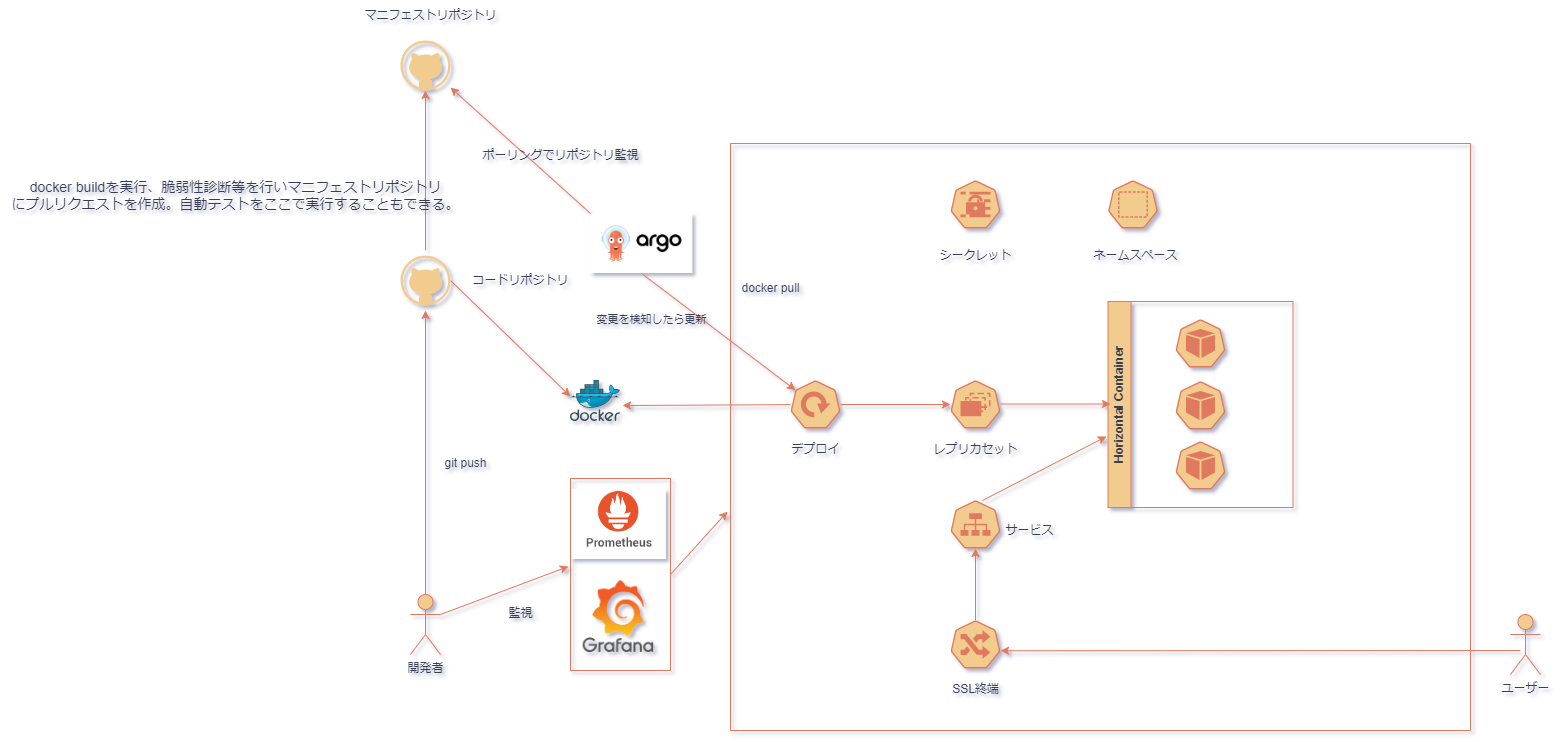 マニフェストリポジトリ
ポーリングでリポジトリ監視
docker buildを実行、脆弱性診断等を行いマニフェストリポジトリ
にプルリクエストを作成。自動テストをここで実行することもできる。
argo
シークレット
ネームスペース
コードリポジトリ
docker pull
変更を検知したら更新
Horizontal Container
docker
デプロイ
レプリカセット
git push
Prometheus
サービス
監視
Grafana
開発者
SSL終端
ユーザー